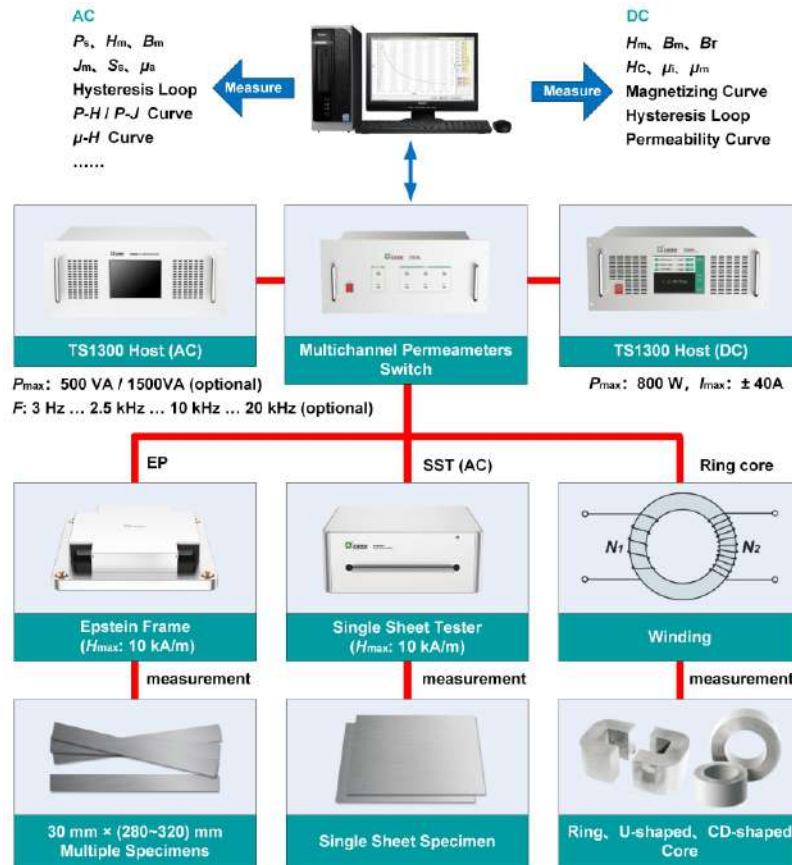 AC
Ps、Hm、Bm
Jm、Ss、μa
Hysteresis Loop
P-H / P-J Curve
μ-H Curve
……
Measure
Measure
DC
Hm、Bm、Br
Hc、μi、μm
Magnetizing Curve
Hysteresis Loop
Permeability Curve
TS1300 Host (AC)
Multichannel Permeameters
Switch
TS1300 Host (DC)
Pmax：500 VA / 1500VA (optional)
F: 3 Hz … 2.5 kHz … 10 kHz … 20 kHz (optional)
Pmax：800 W，Imax：± 40A
EP
SST (AC)
Ring core
N1
N2
Epstein Frame
(Hmax: 10 kA/m)
Single Sheet Tester
(Hmax: 10 kA/m)
Winding
measurement
measurement
measurement
30 mm × (280~320) mm
Multiple Specimens
Single Sheet Specimen
Ring、U-shaped、CD-shaped
Core